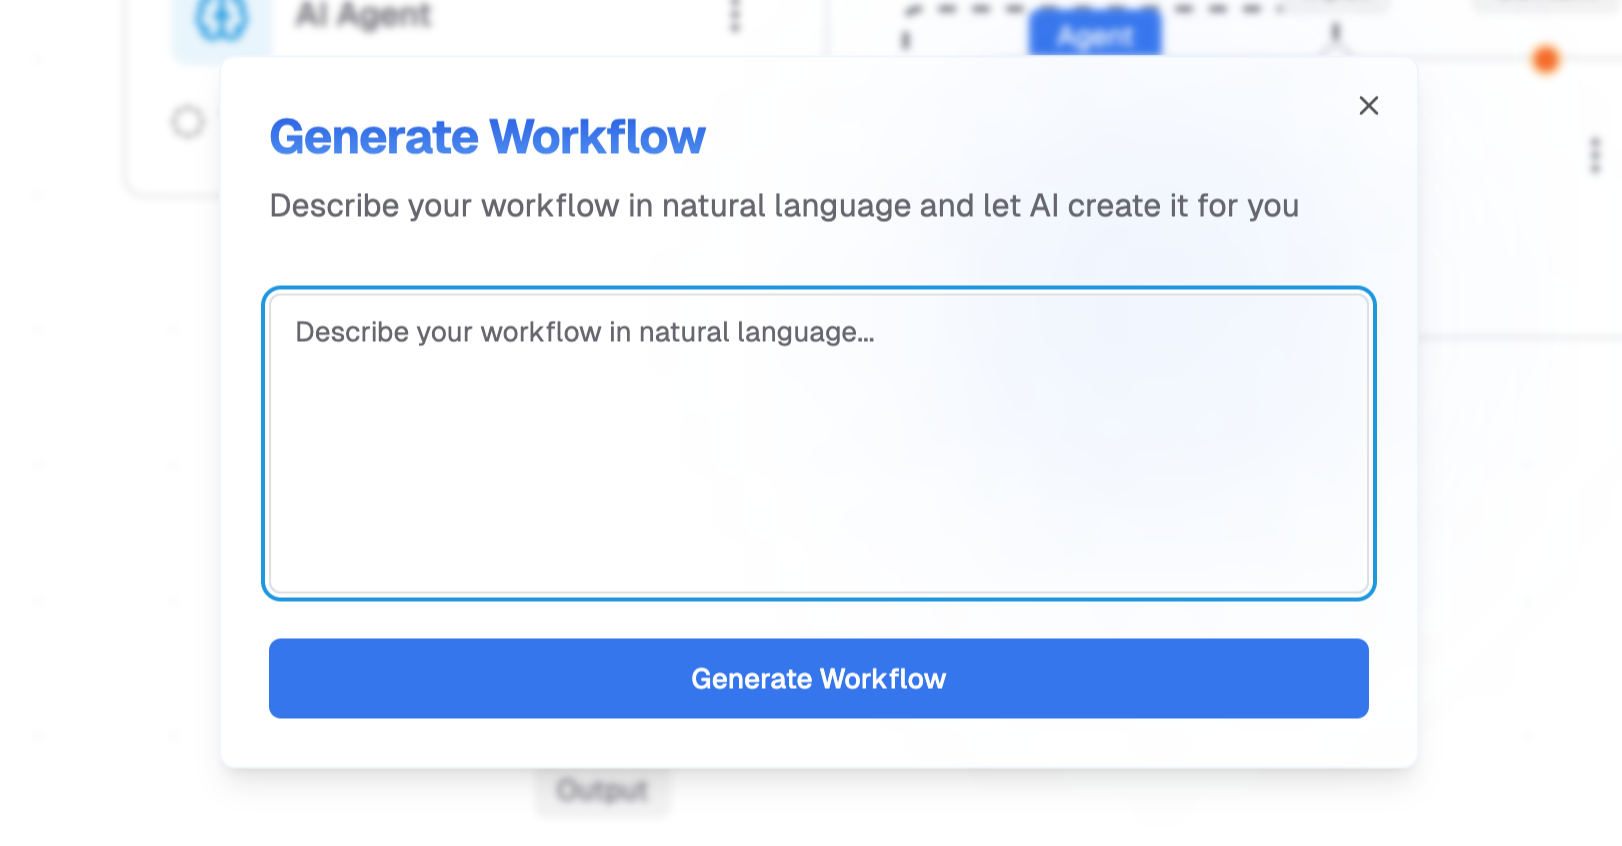 AI Agent
Agent
Generate Workflow
Describe your workflow in natural language and let AI create it for you
Describe your workflow in natural language...
Generate Workflow
Output